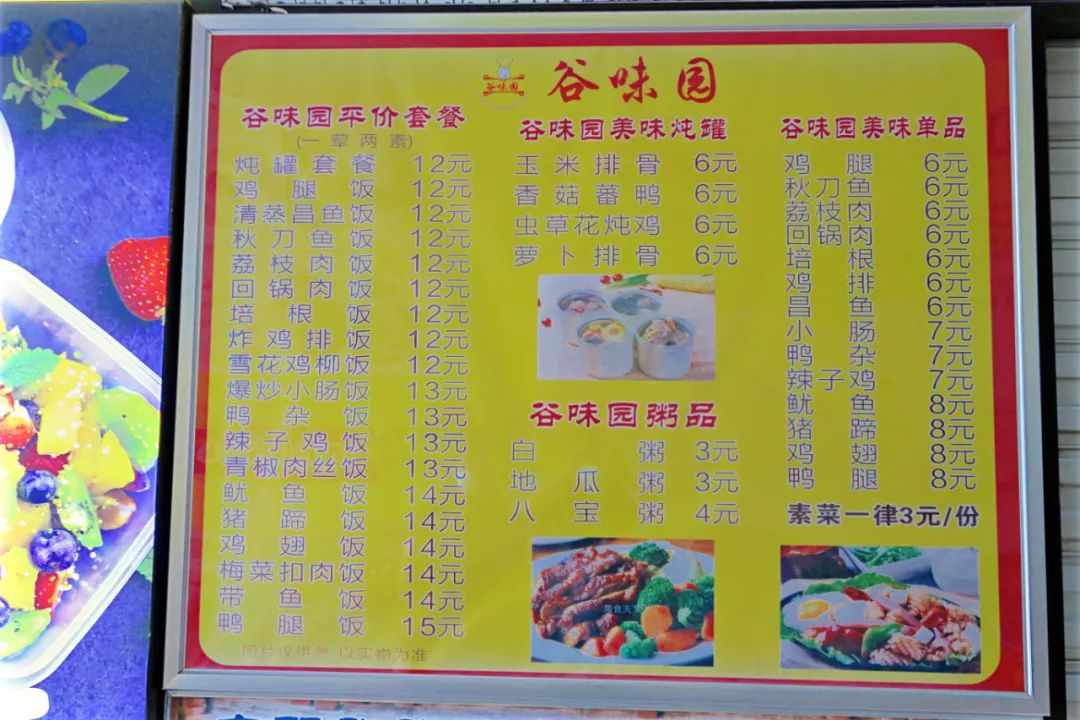 谷味园
谷味园
谷味园平价套餐
(一荤两素)
炖罐套餐 12元
鸡腿饭 12元
清蒸昌鱼饭 12元
秋刀鱼饭 12元
荔枝肉饭 12元
回锅肉饭 12元
培根饭 12元
炸鸡排饭 12元
雪花鸡柳饭 12元
爆炒小肠饭 13元
鸭杂饭 13元
辣子鸡饭 13元
青椒肉丝饭 13元
鱿鱼饭 14元
猪蹄饭 14元
鸡翅饭 14元
梅菜扣肉饭 14元
带鱼饭 14元
鸭腿饭 15元
图片仅供参 以实物为准
谷味园美味炖罐
玉米排骨 6元
香菇蕃鸭 6元
虫草花炖鸡 6元
萝卜排骨 6元
谷味园粥品
白粥 3元
地瓜粥 3元
八宝粥 4元
谷味园美味单品
鸡腿 6元
秋刀鱼 6元
荔枝肉 6元
回锅肉 6元
培根 6元
鸡排 6元
昌鱼 6元
小肠 7元
鸭杂 7元
辣子鸡 7元
鱿鱼 8元
猪蹄 8元
鸡翅 8元
鸭腿 8元
素菜一律3元/份